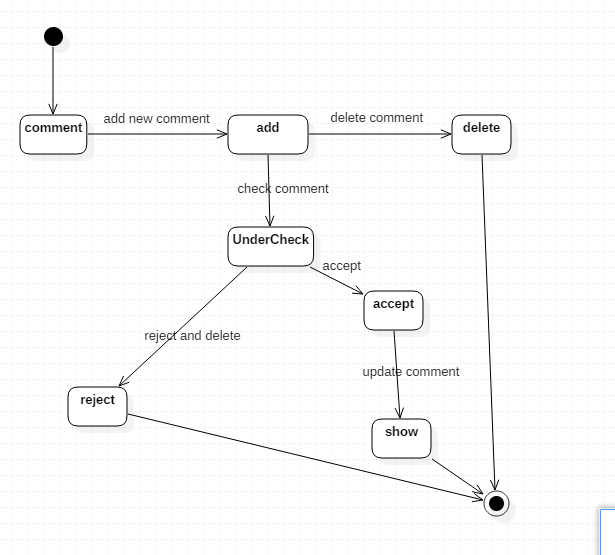 comment
add new comment
add
delete comment
delete
check comment
UnderCheck
accept
accept
reject and delete
update comment
reject
show